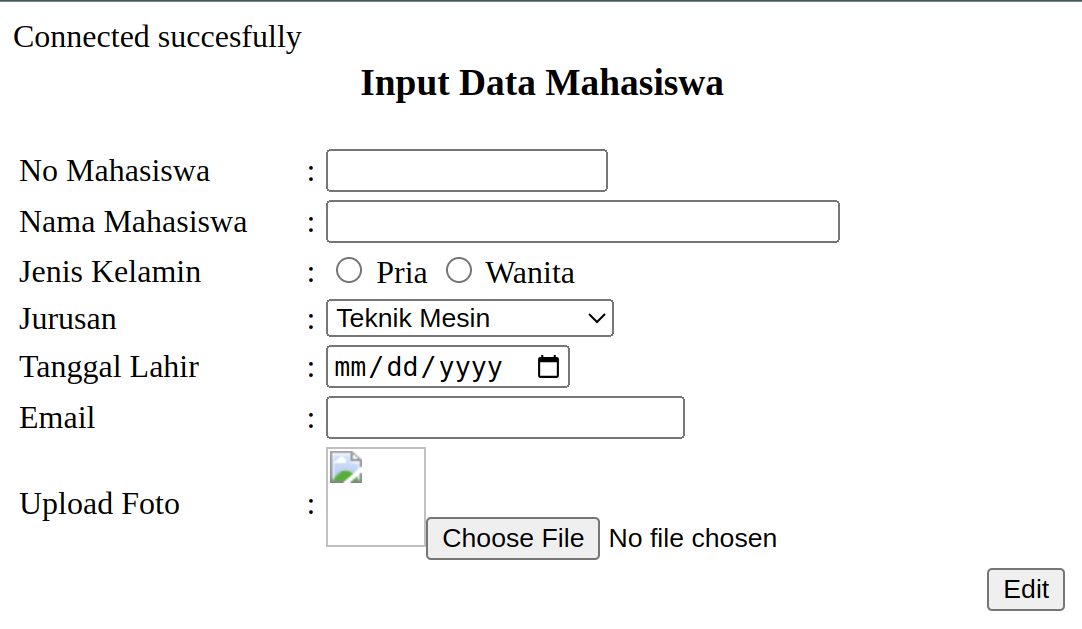 Connected succesfully
Input Data Mahasiswa
No Mahasiswa :
Nama Mahasiswa :
Jenis Kelamin : Pria Wanita
Jurusan : Teknik Mesin
Tanggal Lahir : mm/dd/yyyy
Email :
Upload Foto : Choose File No file chosen
Edit